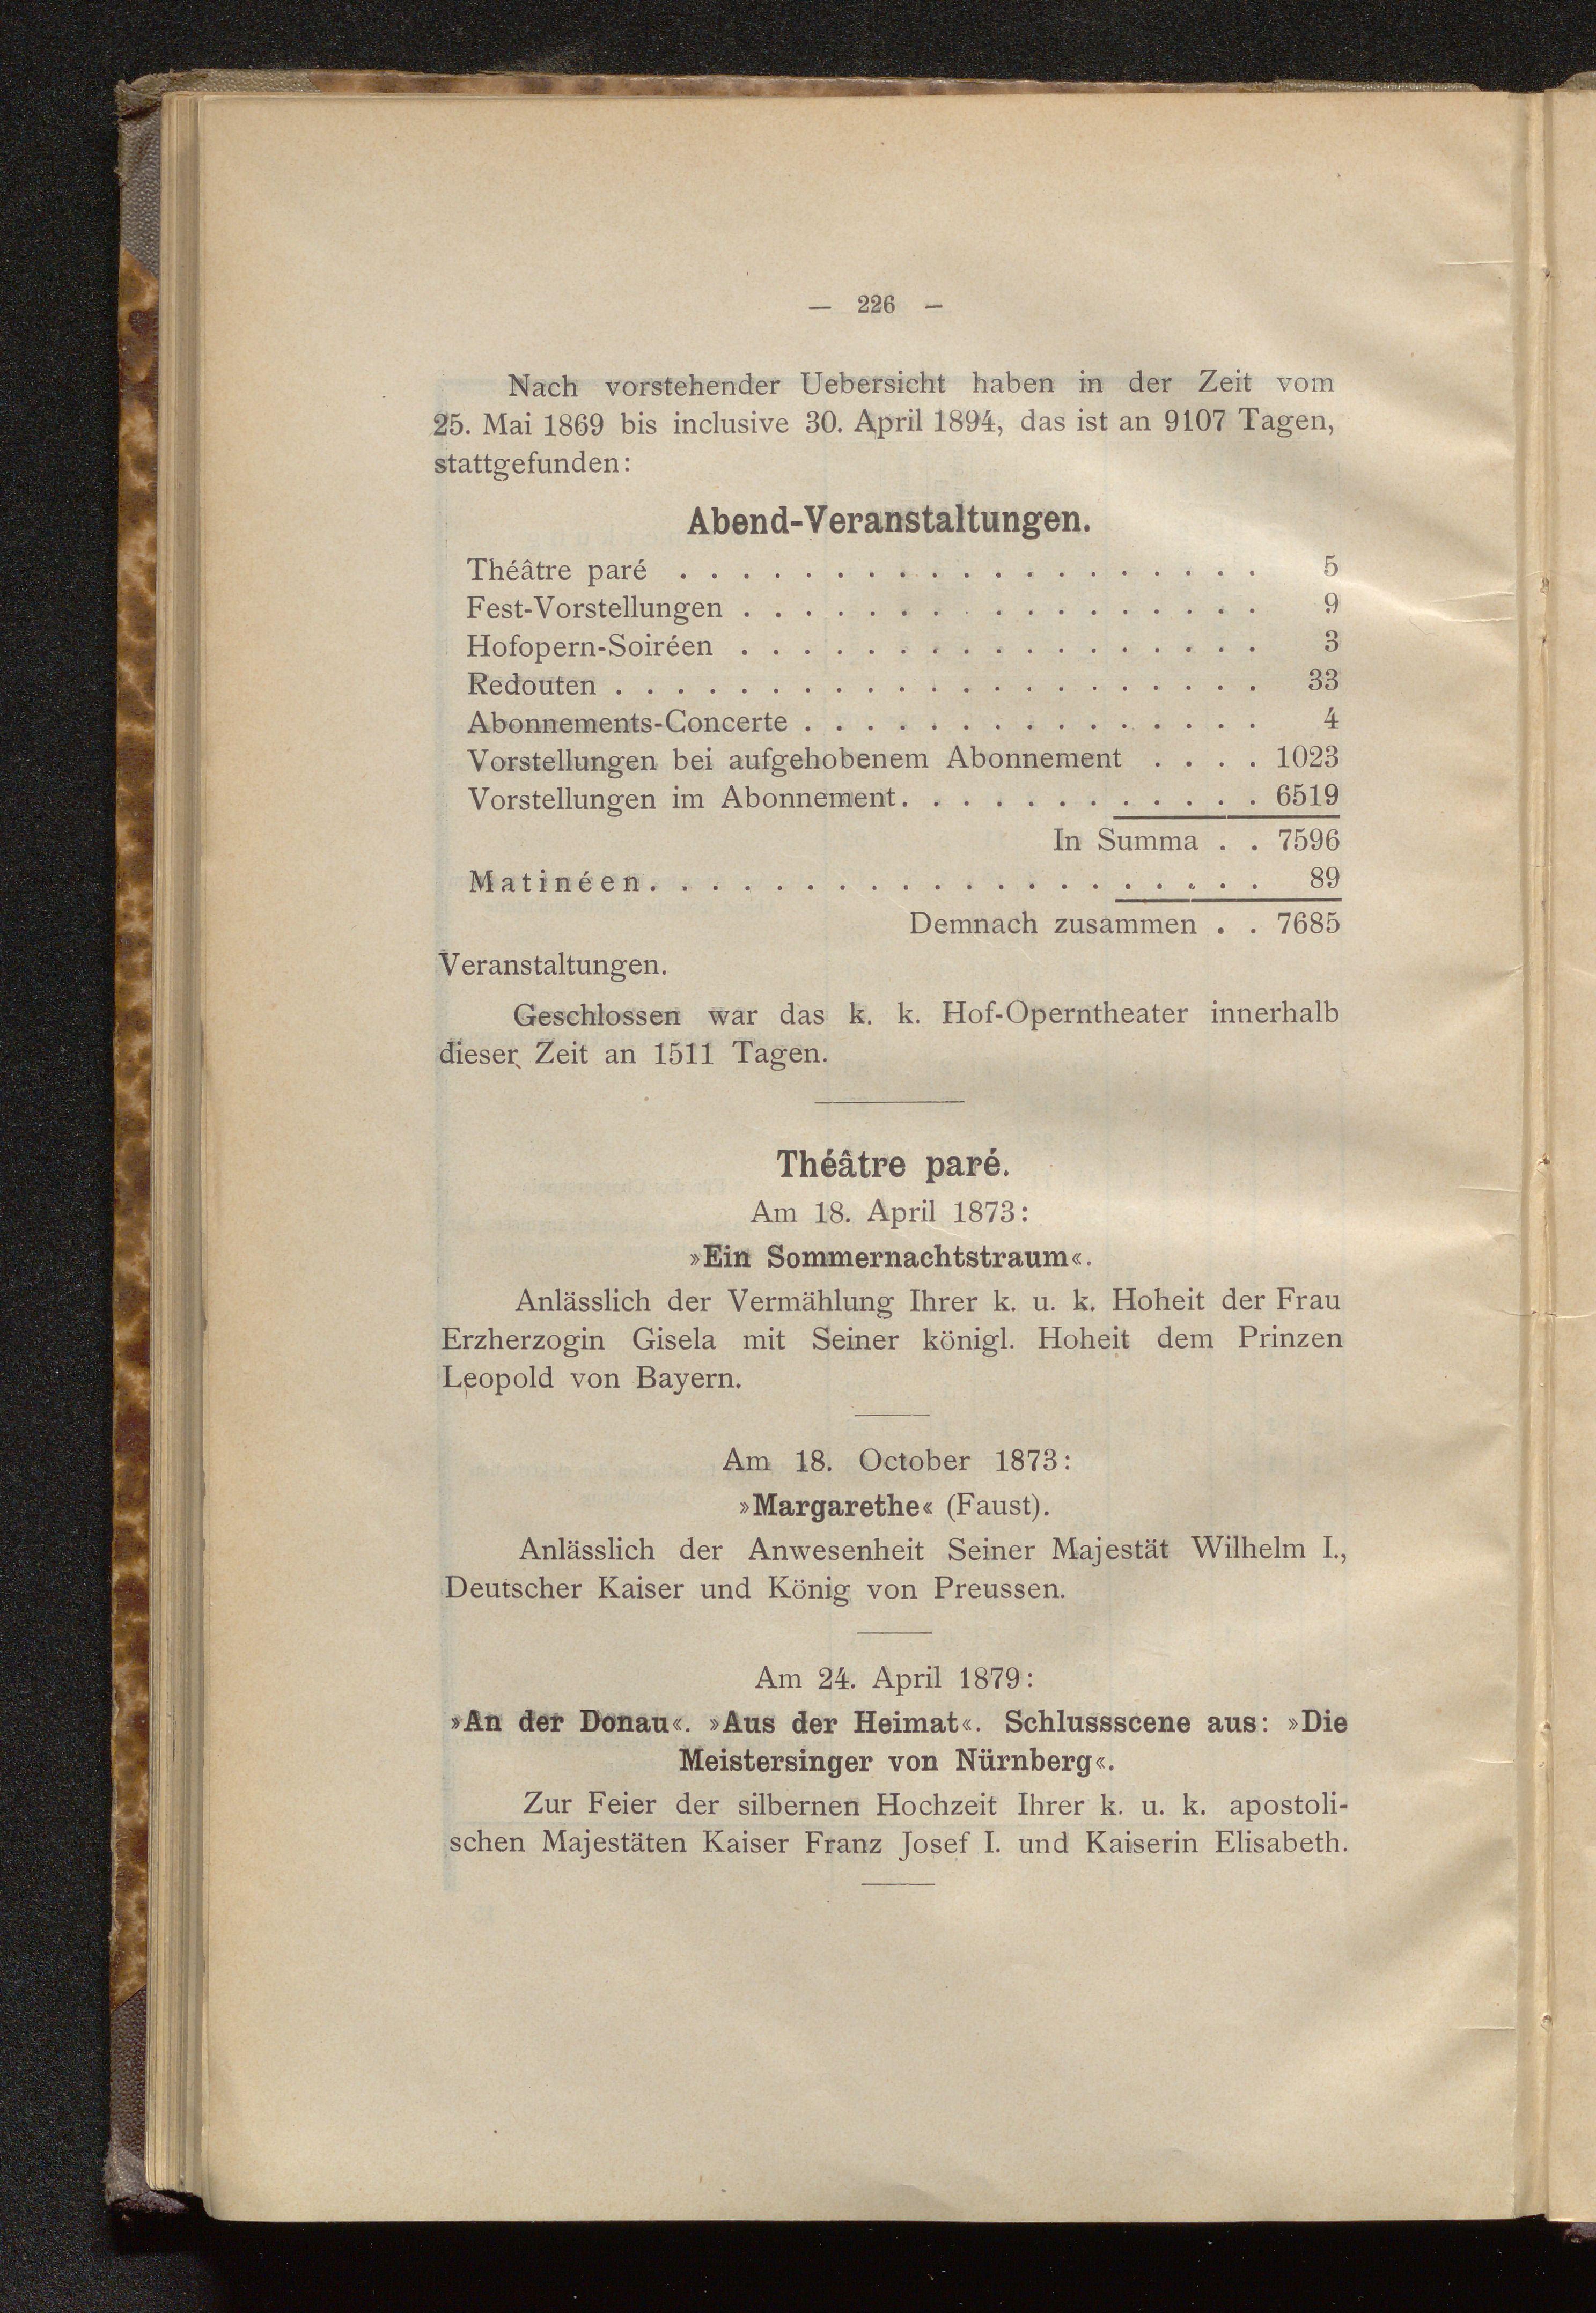 — 226 —
Nach vorstehender Uebersicht haben in der Zeit vom
25. Mai 1869 bis inclusive 30. April 1894, das ist an 9107 Tagen,
stattgefunden:
Abend-Veranstaltungen.
Théâtre paré . . . . . . . . . . . . . . . . . . . 5
Fest-Vorstellungen . . . . . . . . . . . . . . . . . 9
Hofopern-Soiréen . . . . . . . . . . . . . . . . . 3
Redouten . . . . . . . . . . . . . . . . . . . . . 33
Abonnements-Concerte . . . . . . . . . . . . . . . 4
Vorstellungen bei aufgehobenem Abonnement . . . . 1023
Vorstellungen im Abonnement . . . . . . . . . . . . 6519
In Summa . . 7596
Matinéen . . . . . . . . . . . . . . . . . . . . 89
Demnach zusammen . . 7685
Veranstaltungen.
Geschlossen war das k. k. Hof-Operntheater innerhalb
dieser Zeit an 1511 Tagen.
Théâtre paré.
Am 18. April 1873:
»Ein Sommernachtstraum«.
Anlässlich der Vermählung Ihrer k. u. k. Hoheit der Frau
Erzherzogin Gisela mit Seiner königl. Hoheit dem Prinzen
Leopold von Bayern.
Am 18. October 1873:
»Margarethe« (Faust).
Anlässlich der Anwesenheit Seiner Majestät Wilhelm I.,
Deutscher Kaiser und König von Preussen.
Am 24. April 1879:
»An der Donau«. »Aus der Heimat«. Schlussscene aus: »Die
Meistersinger von Nürnberg«.
Zur Feier der silbernen Hochzeit Ihrer k. u. k. apostoli-
schen Majestäten Kaiser Franz Josef I. und Kaiserin Elisabeth.